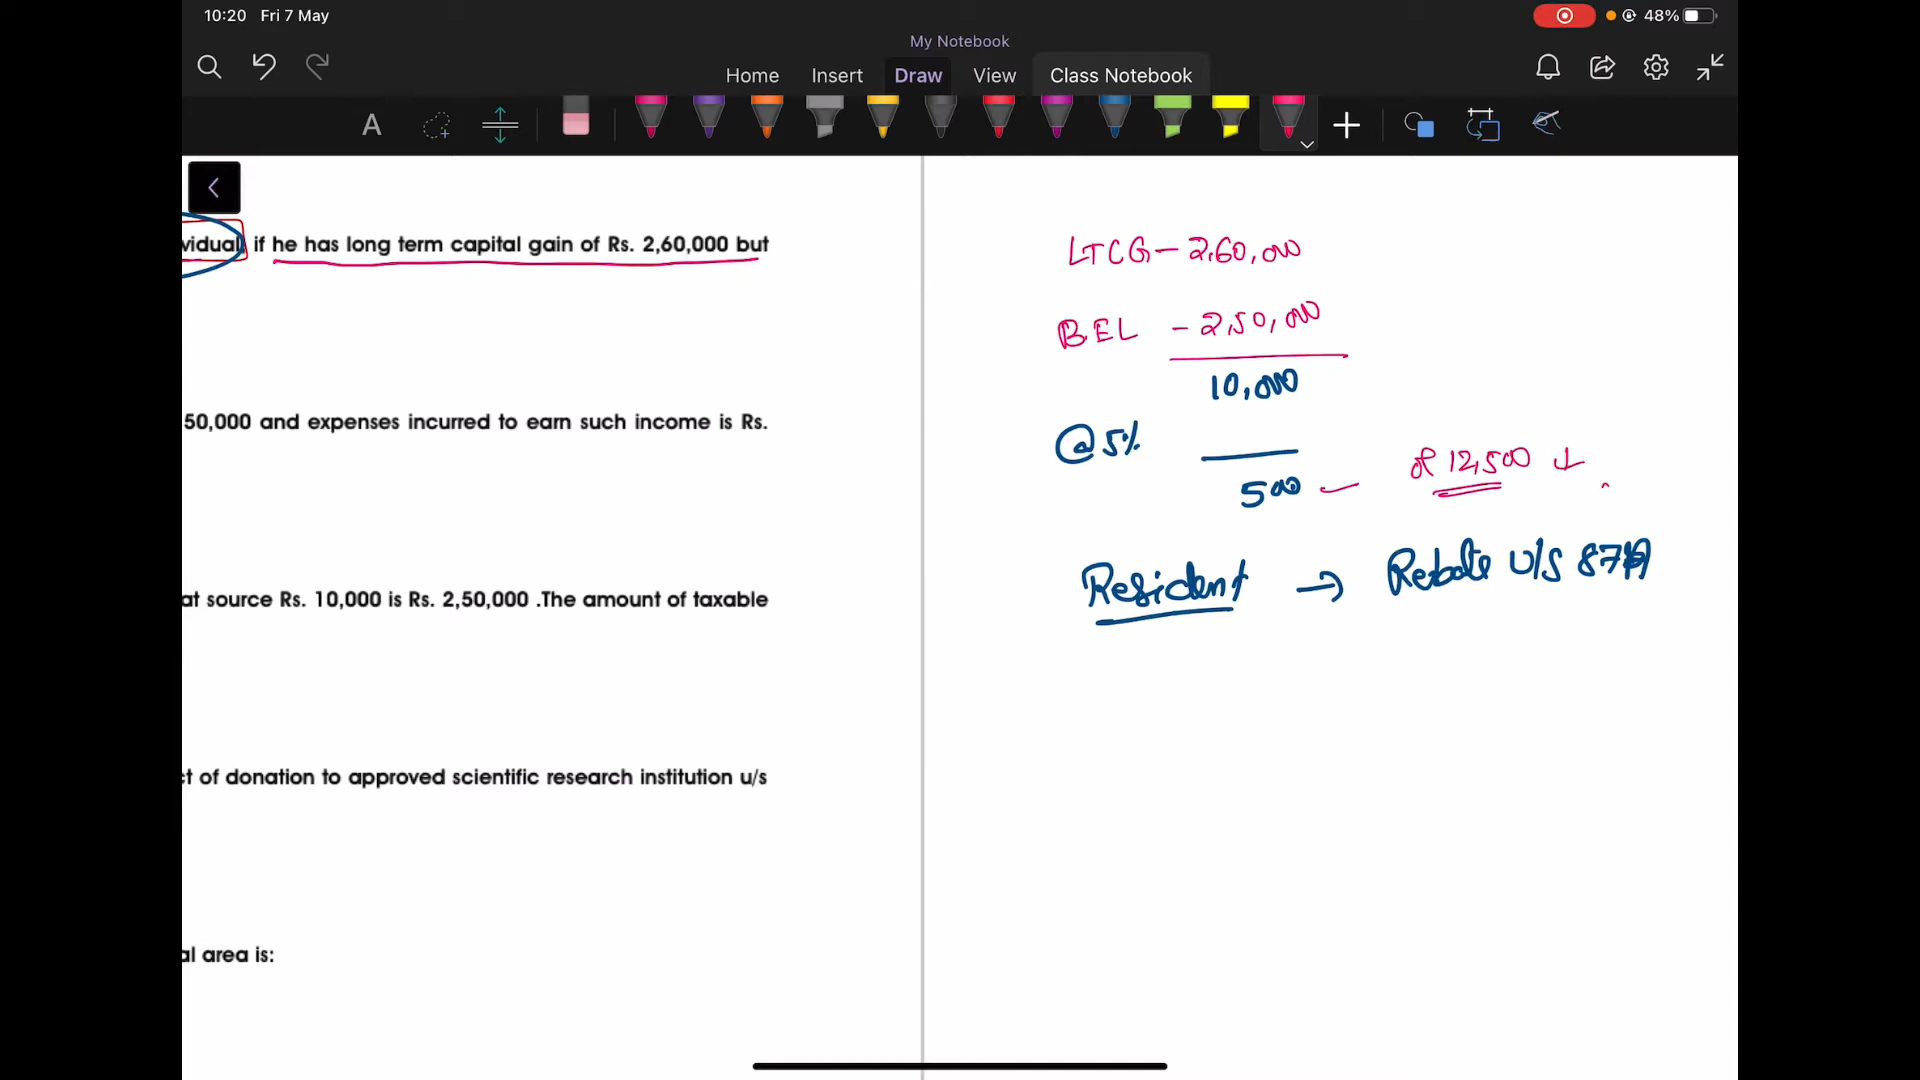 10:20 Fri 7 May
48%
My Notebook
Home Insert Draw View Class Notebook
A
vidual, if he has long term capital gain of Rs. 2,60,000 but
50,000 and expenses incurred to earn such income is Rs.
at source Rs. 10,000 is Rs. 2,50,000 .The amount of taxable
ct of donation to approved scientific research institution u/s
al area is:
LTCG - 2,60,000
BEL - 2,50,000
10,000
@ 5%
500
or 12,500 ↓
Resident → Rebate u/s 87A